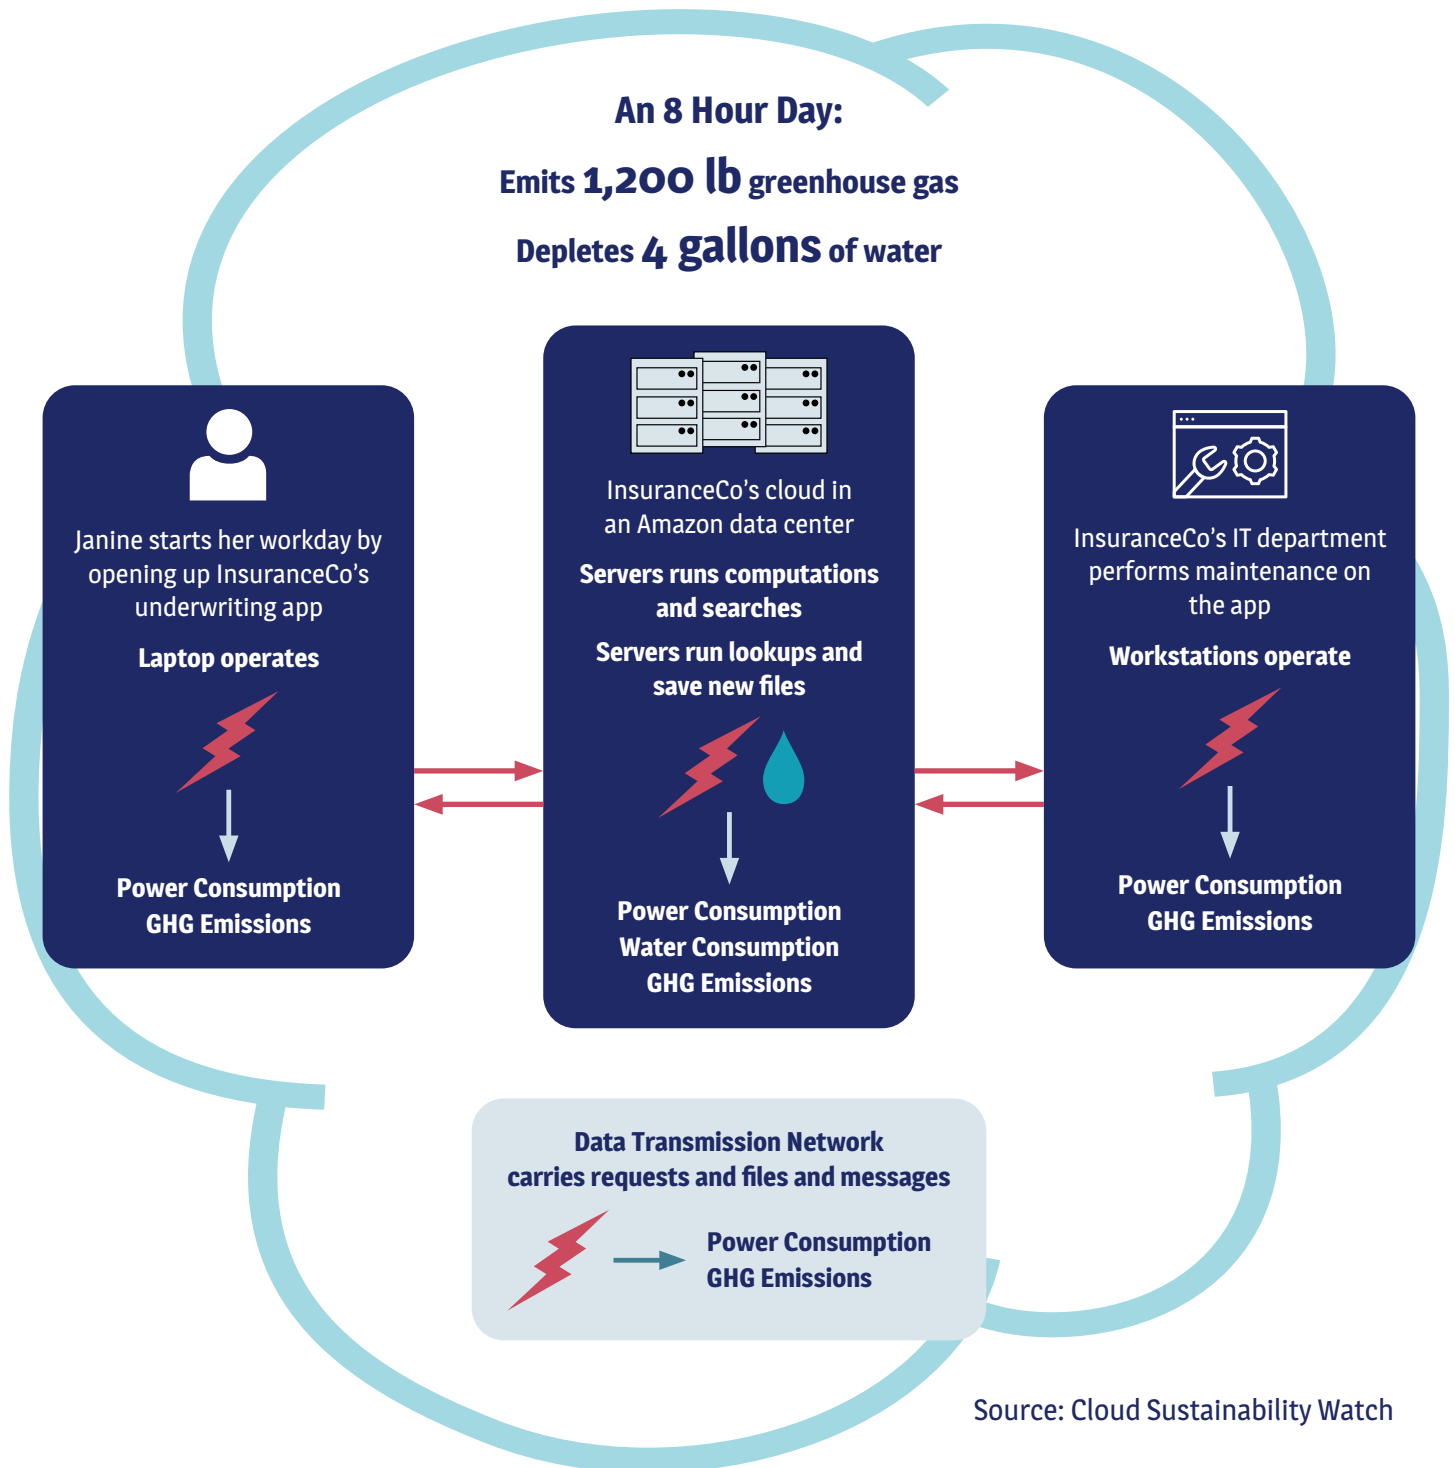 An 8 Hour Day:
Emits 1,200 lb greenhouse gas
Depletes 4 gallons of water
Janine starts her workday by
opening up InsuranceCo’s
underwriting app
Laptop operates
Power Consumption
GHG Emissions
InsuranceCo’s cloud in
an Amazon data center
Servers runs computations
and searches
Servers run lookups and
save new files
Power Consumption
Water Consumption
GHG Emissions
InsuranceCo’s IT department
performs maintenance on
the app
Workstations operate
Power Consumption
GHG Emissions
Data Transmission Network
carries requests and files and messages
Power Consumption
GHG Emissions
Source: Cloud Sustainability Watch